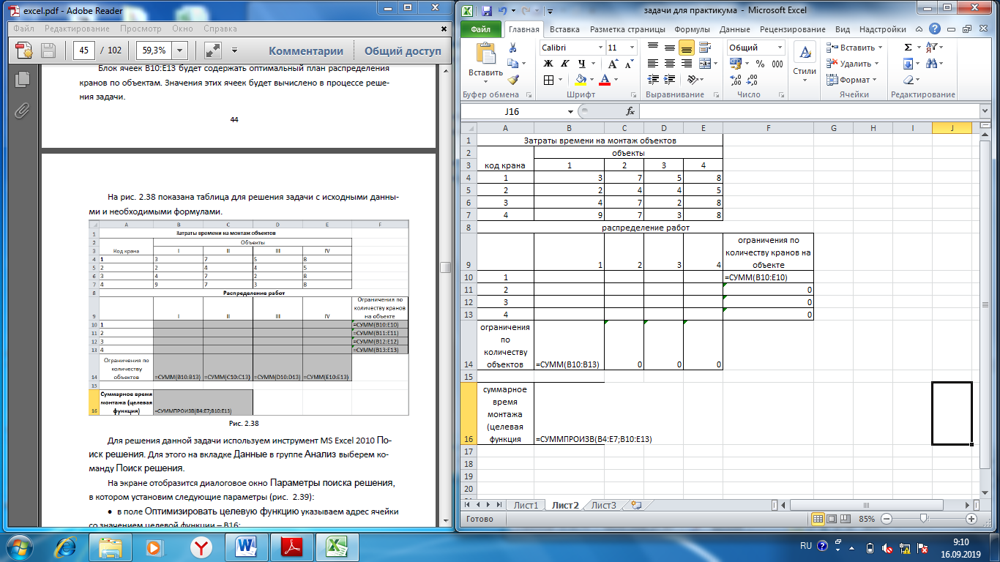 excel.pdf - Adobe Reader
Файл Редактирование Просмотр Окно Справка
45 / 102 59,3% Комментарии Общий доступ
Блок ячеек B10:E13 будет содержать оптимальный план распределения
кранов по объектам. Значения этих ячеек будет вычислено в процессе реше-
ния задачи.
44
На рис. 2.38 показана таблица для решения задачи с исходными данны-
ми и необходимыми формулами.
A B C D E F
1 Затраты времени на монтаж объектов
2 Объекты
3 Код крана I II III IV
4 1 3 7 5 8
5 2 2 4 4 5
6 3 4 7 2 8
7 4 9 7 3 8
8 Распределение работ
Ограничения по
количеству кранов
9 I II III IV на объекте
10 1 =СУММ(B10:E10)
11 2 =СУММ(B11:E11)
12 3 =СУММ(B12:E12)
13 4 =СУММ(B13:E13)
Ограничения по
количеству
14 объектов =СУММ(B10:B13) =СУММ(C10:C13) =СУММ(D10:D13) =СУММ(E10:E13)
15
Суммарное время
монтажа (целевая
16 функция) =СУММПРОИЗВ(B4:E7;B10:E13)
Рис. 2.38
Для решения данной задачи используем инструмент MS Excel 2010 По-
иск решения. Для этого на вкладке Данные в группе Анализ выберем ко-
манду Поиск решения.
На экране отобразится диалоговое окно Параметры поиска решения,
в котором установим следующие параметры (рис. 2.39):
• в поле Оптимизировать целевую функцию указываем адрес ячейки
со значением целевой функции – B16;
задачи для практикума - Microsoft Excel
Файл Главная Вставка Разметка страницы Формулы Данные Рецензирование Вид Надстройки
Calibri 11 Общий Вставить
Вставить Ж К Ч % 000 Стили Удалить
Формат
Буфер обмена Шрифт Выравнивание Число Ячейки Редактирование
J16 fx
A B C D E F G H I J
1 Затраты времени на монтаж объектов
2 объекты
3 код крана 1 2 3 4
4 1 3 7 5 8
5 2 2 4 4 5
6 3 4 7 2 8
7 4 9 7 3 8
8 распределение работ
ограничения по
количеству кранов на
9 1 2 3 4 объекте
10 1 =СУММ(B10:E10)
11 2 0
12 3 0
13 4 0
ограничения
по
количеству
14 объектов =СУММ(B10:B13) 0 0 0
15
суммарное
время
монтажа
(целевая
16 функция =СУММПРОИЗВ(B4:E7;B10:E13)
17
18
19
20
Лист1 Лист2 Лист3
Готово 85%
RU 9:10
16.09.2019